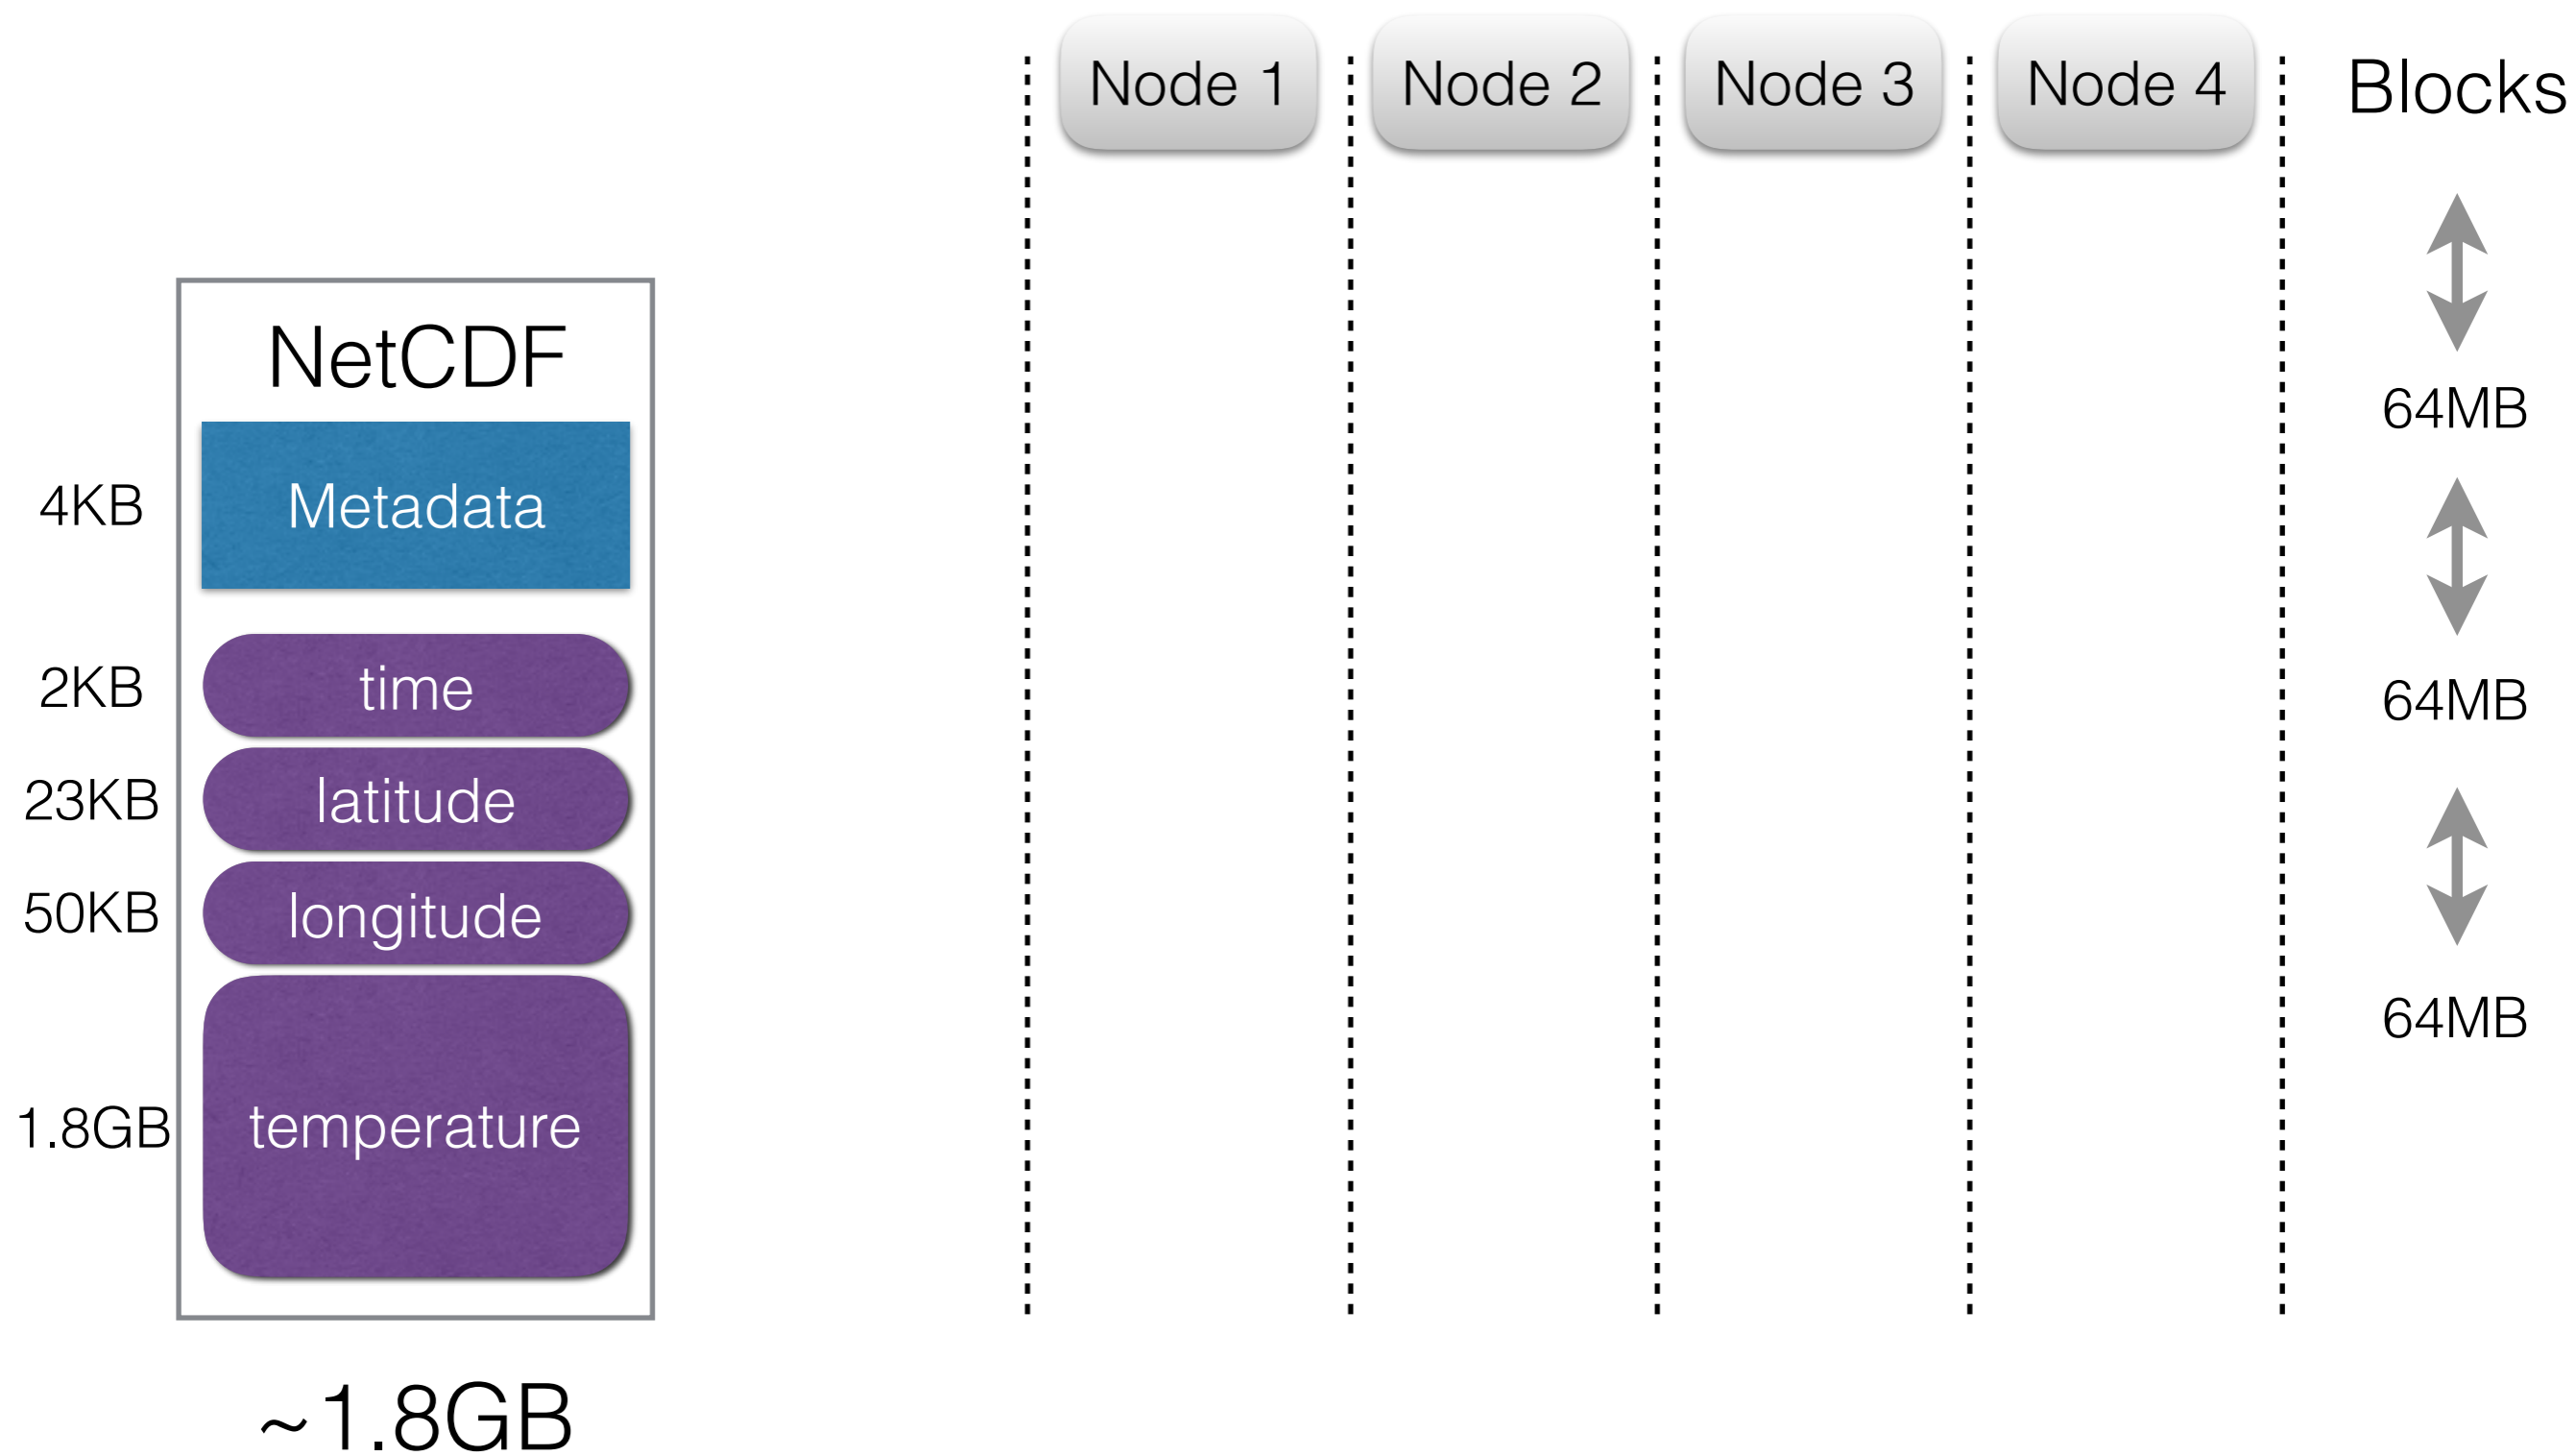 Node 1
Node 2
Node 3
Node 4
Blocks
NetCDF
4KB
Metadata
2KB
time
23KB
latitude
50KB
longitude
1.8GB
temperature
~1.8GB
64MB
64MB
64MB